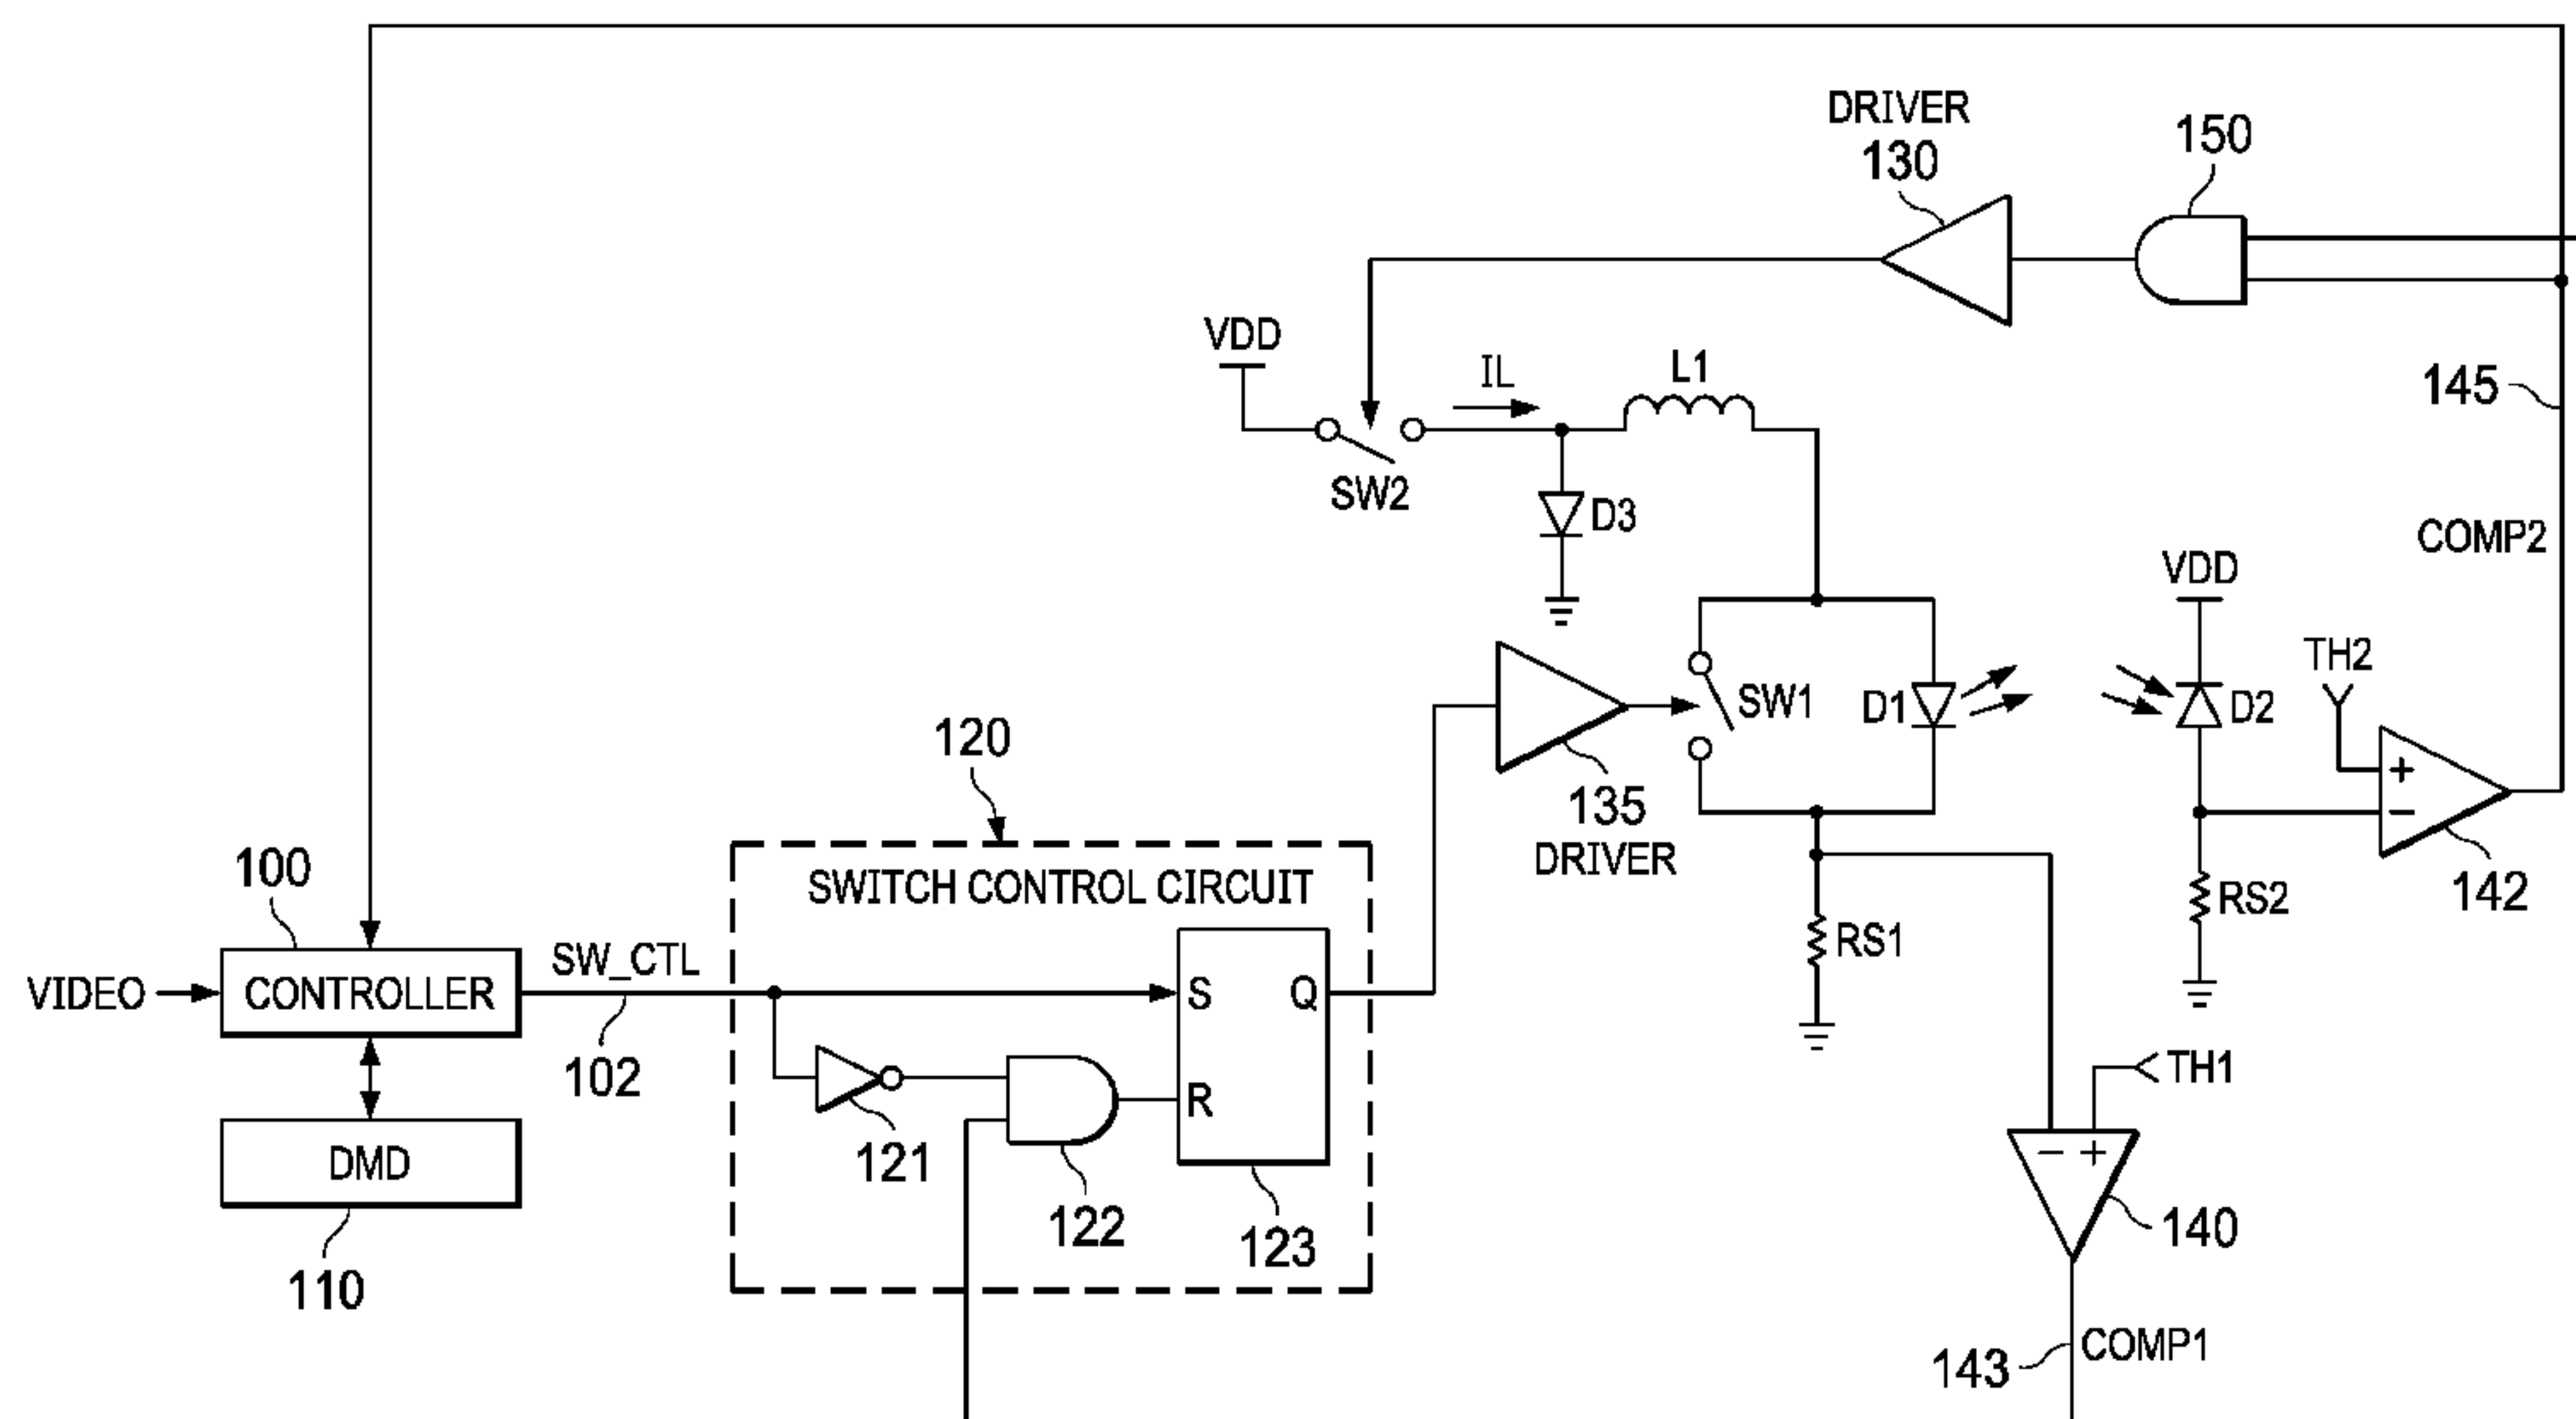 DRIVER
130
150
VDD
IL
L1
145
SW2
D3
COMP2
VDD
TH2
SW1
D1
D2
120
135
DRIVER
+
−
142
100
SWITCH CONTROL CIRCUIT
RS2
RS1
VIDEO
CONTROLLER
SW_CTL
S
Q
102
TH1
R
DMD
121
− +
122
123
140
110
143
COMP1